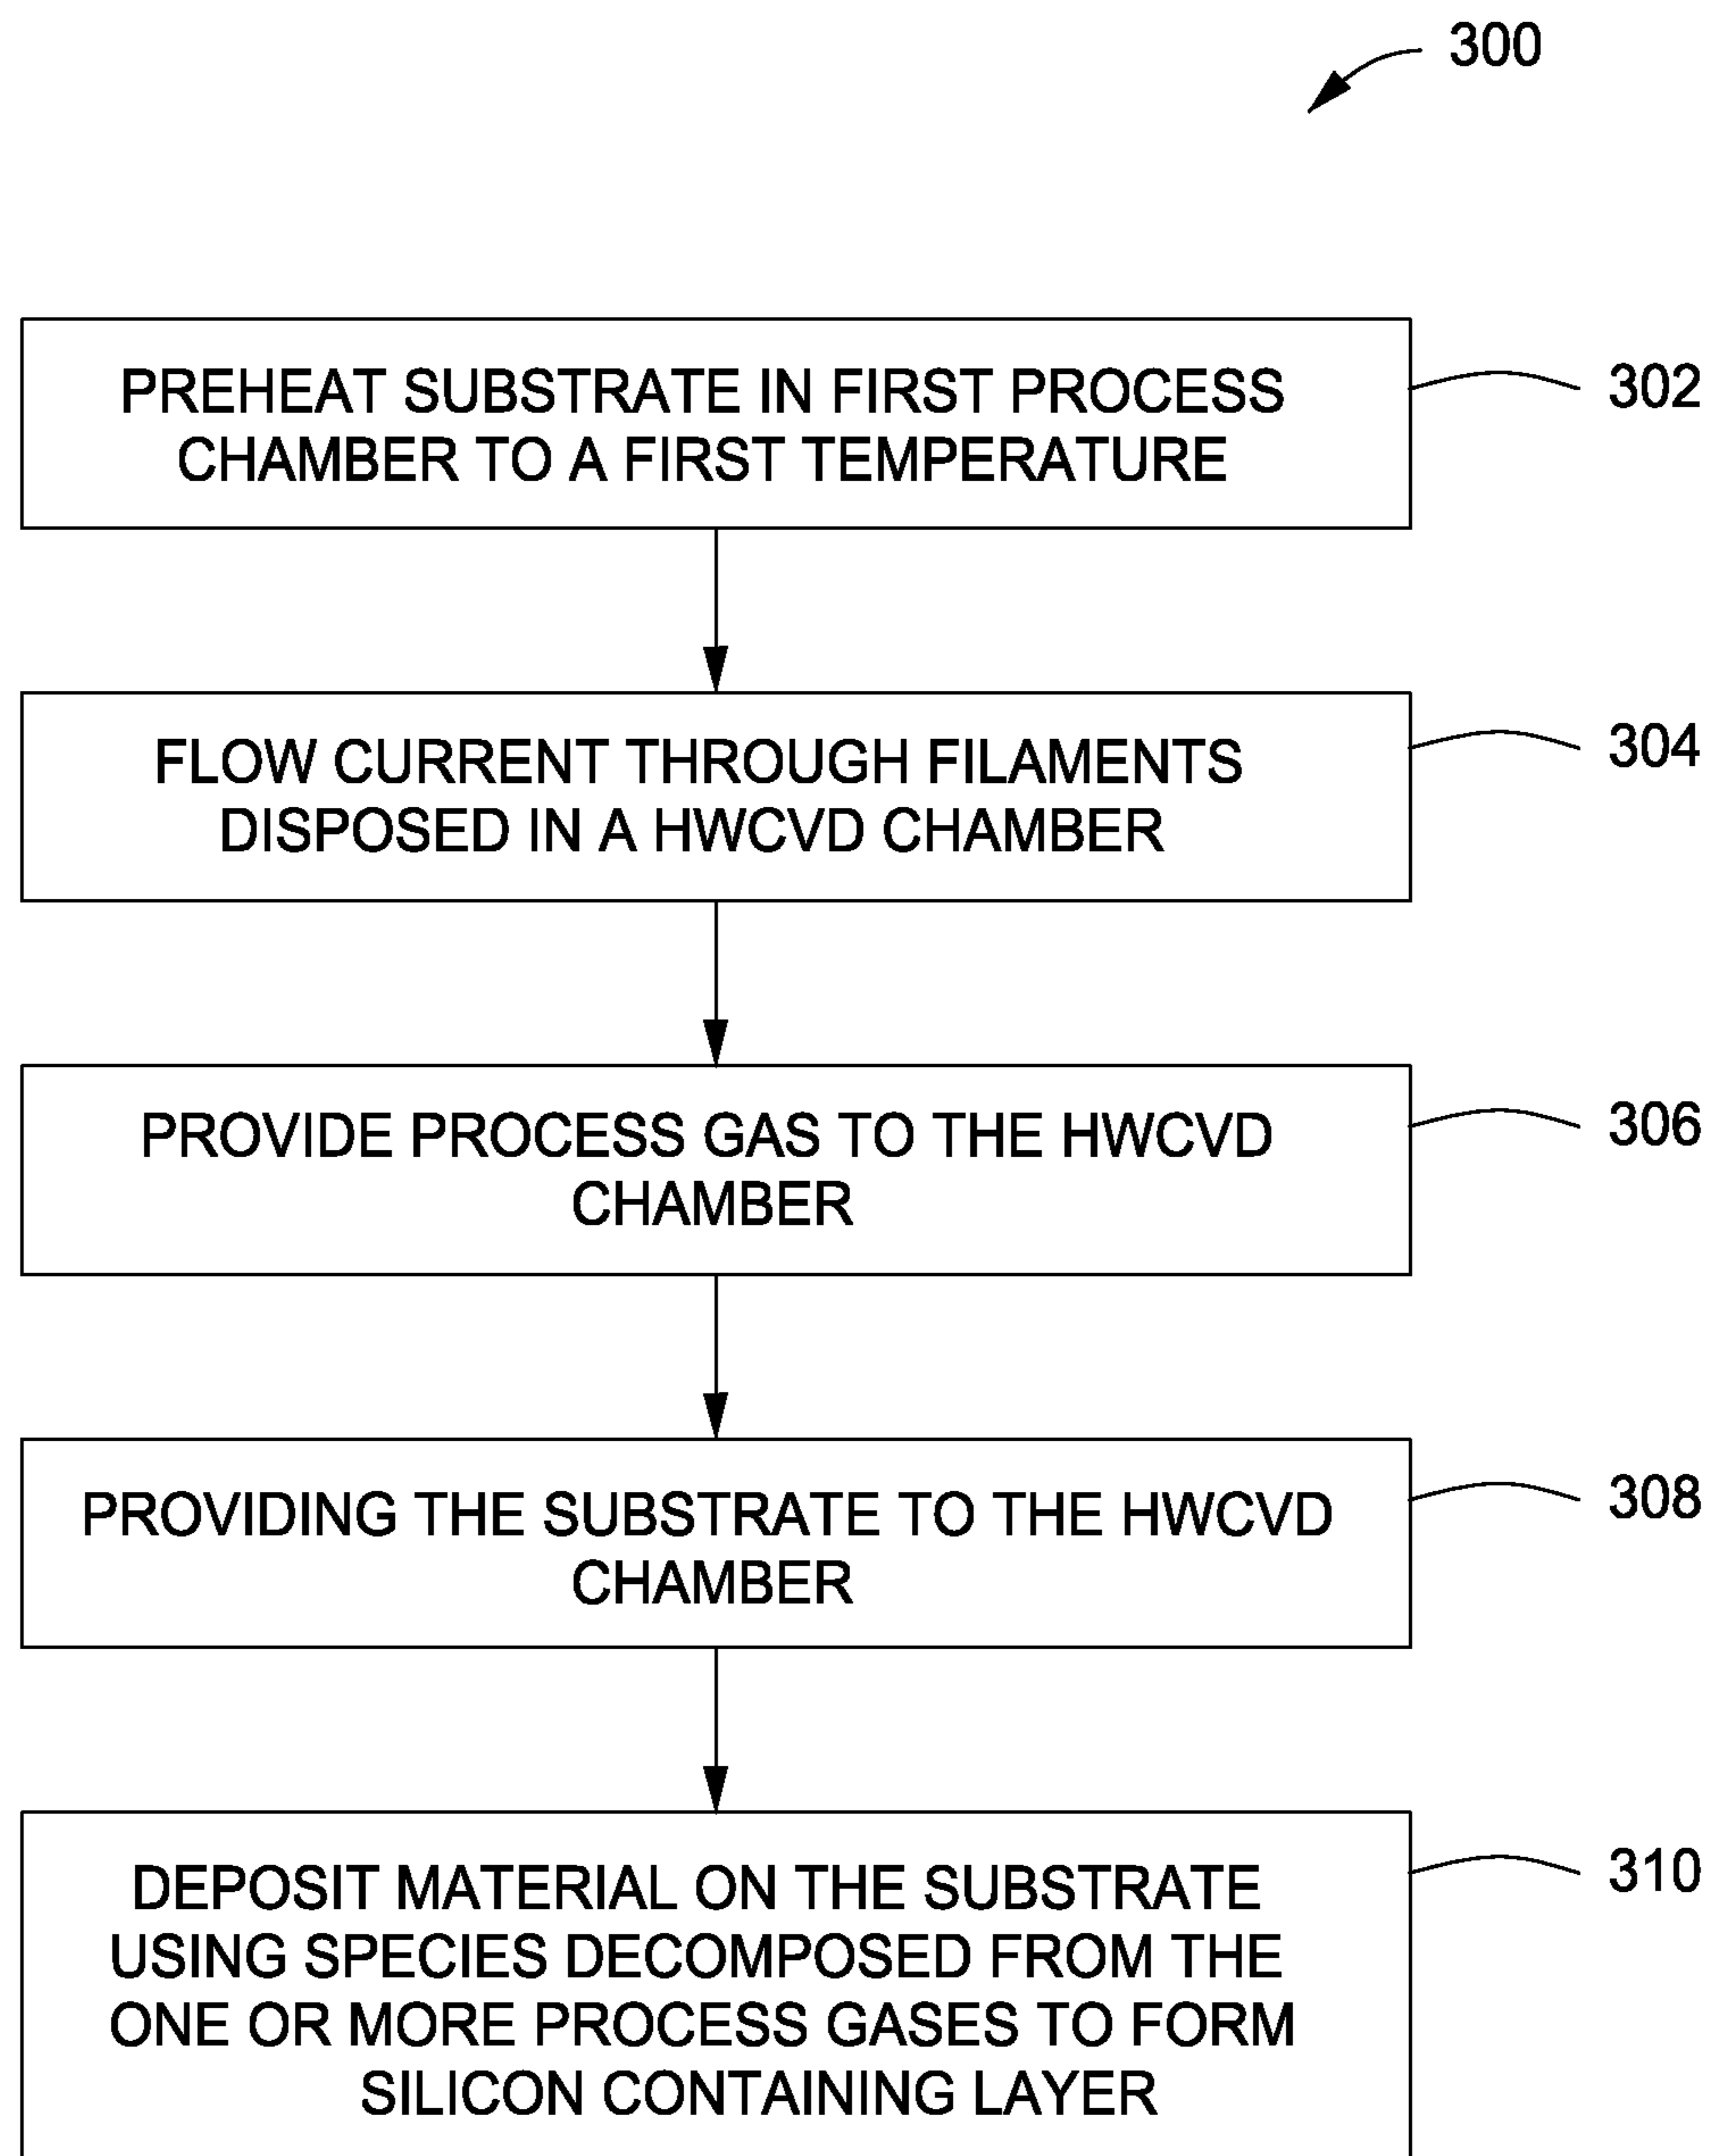 300
PREHEAT SUBSTRATE IN FIRST PROCESS
CHAMBER TO A FIRST TEMPERATURE
302
FLOW CURRENT THROUGH FILAMENTS
DISPOSED IN A HWCVD CHAMBER
304
PROVIDE PROCESS GAS TO THE HWCVD
CHAMBER
306
PROVIDING THE SUBSTRATE TO THE HWCVD
CHAMBER
308
DEPOSIT MATERIAL ON THE SUBSTRATE
USING SPECIES DECOMPOSED FROM THE
ONE OR MORE PROCESS GASES TO FORM
SILICON CONTAINING LAYER
310